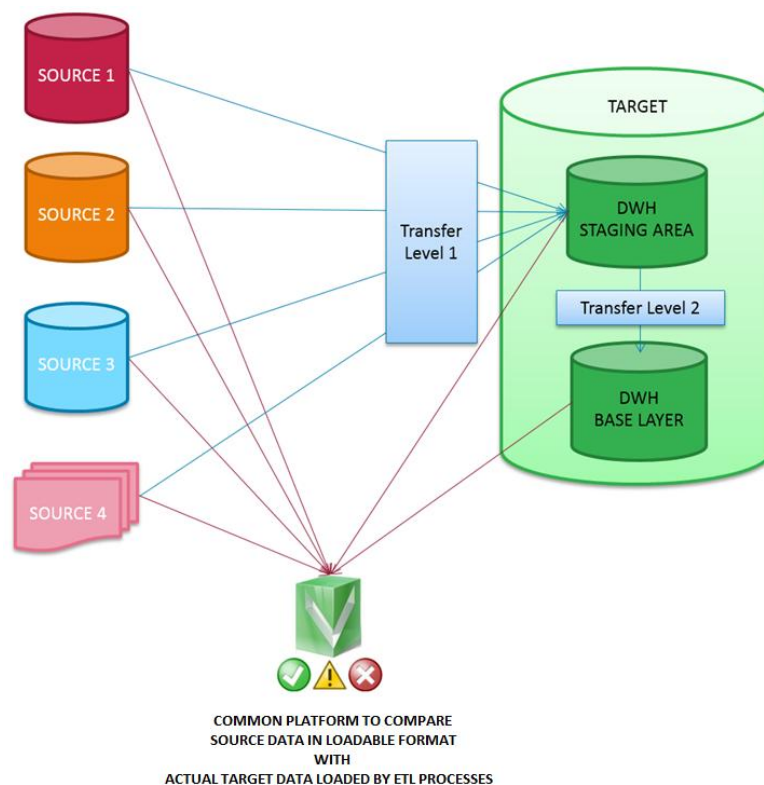 SOURCE 1
SOURCE 2
SOURCE 3
SOURCE 4
Transfer
Level 1
TARGET
DWH
STAGING AREA
Transfer Level 2
DWH
BASE LAYER
COMMON PLATFORM TO COMPARE
SOURCE DATA IN LOADABLE FORMAT
WITH
ACTUAL TARGET DATA LOADED BY ETL PROCESSES